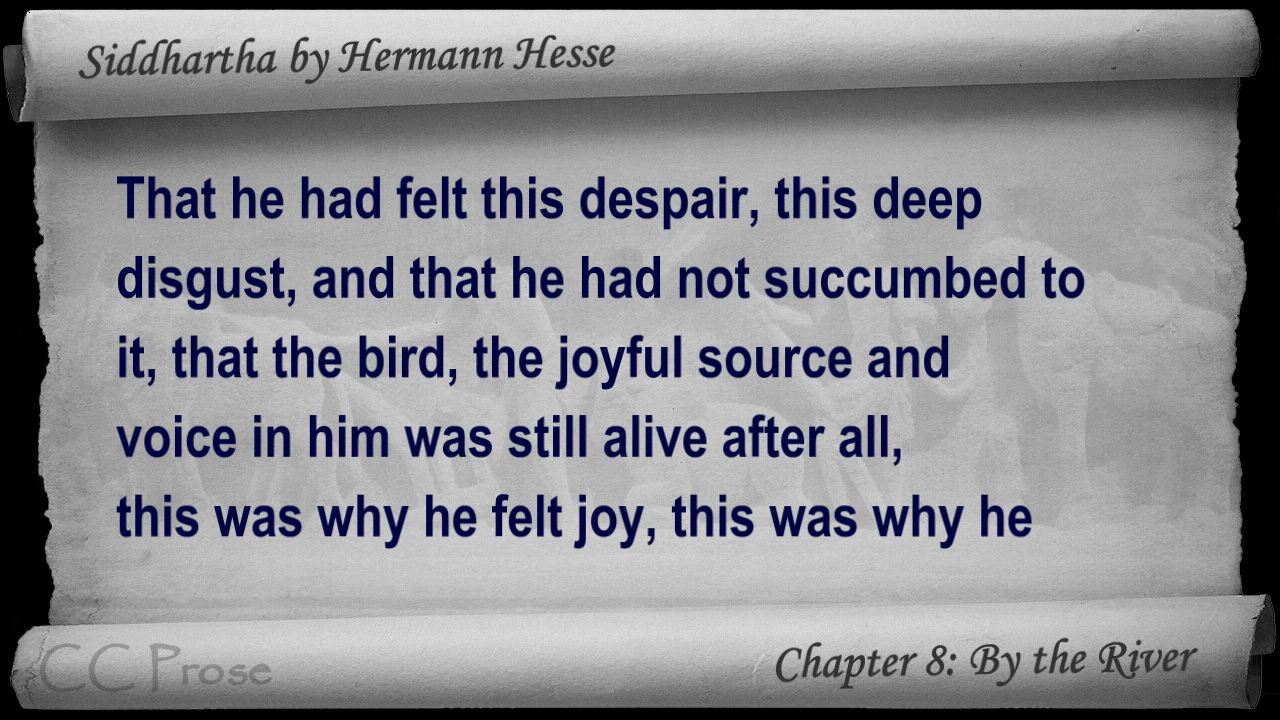 Siddhartha by Hermann Hesse
That he had felt this despair, this deep
disgust, and that he had not succumbed to
it, that the bird, the joyful source and
voice in him was still alive after all,
this was why he felt joy, this was why he
CC Prose
Chapter 8: By the River